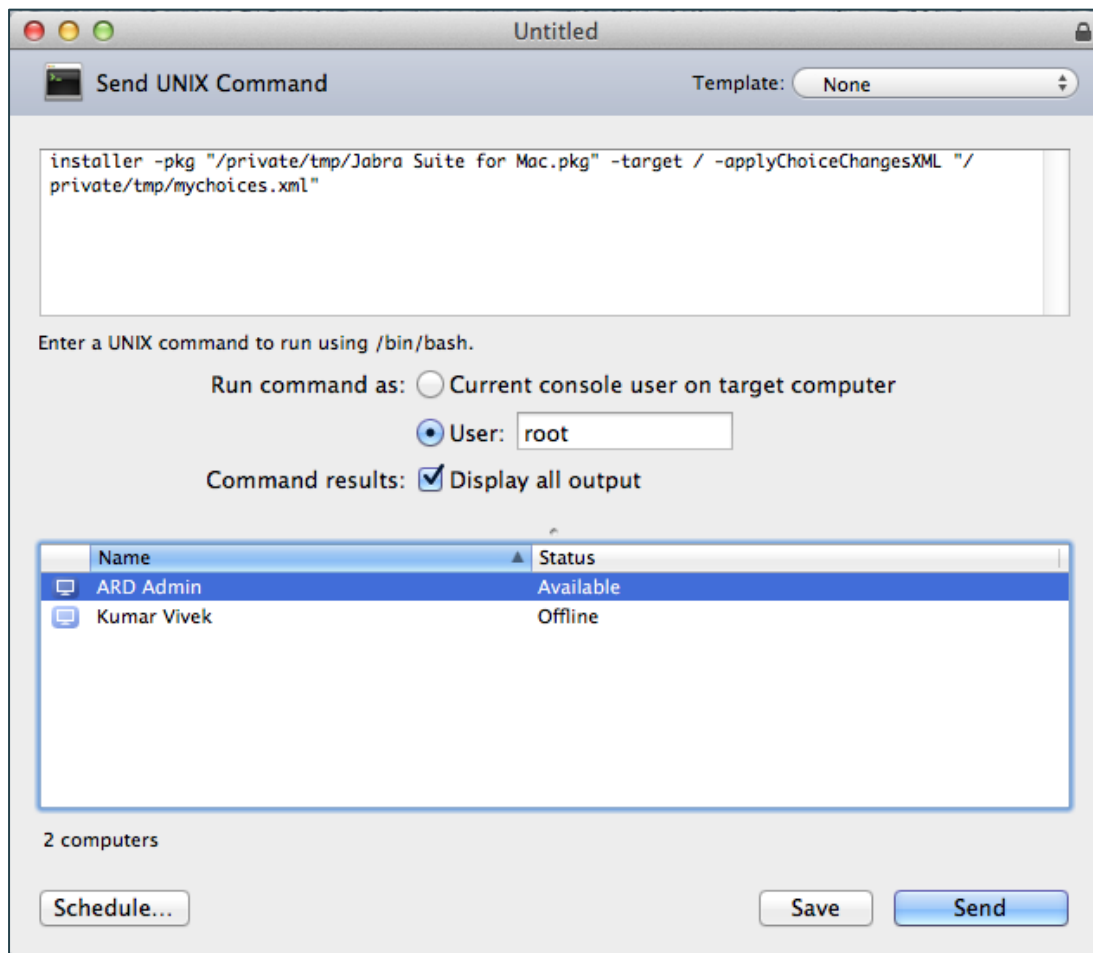 Untitled
Send UNIX Command
Template: None
installer -pkg "/private/tmp/Jabra Suite for Mac.pkg" -target / -applyChoiceChangesXML "/
private/tmp/mychoices.xml"
Enter a UNIX command to run using /bin/bash.
Run command as: Current console user on target computer
User: root
Command results: Display all output
Name Status
ARD Admin Available
Kumar Vivek Offline
2 computers
Schedule... Save Send